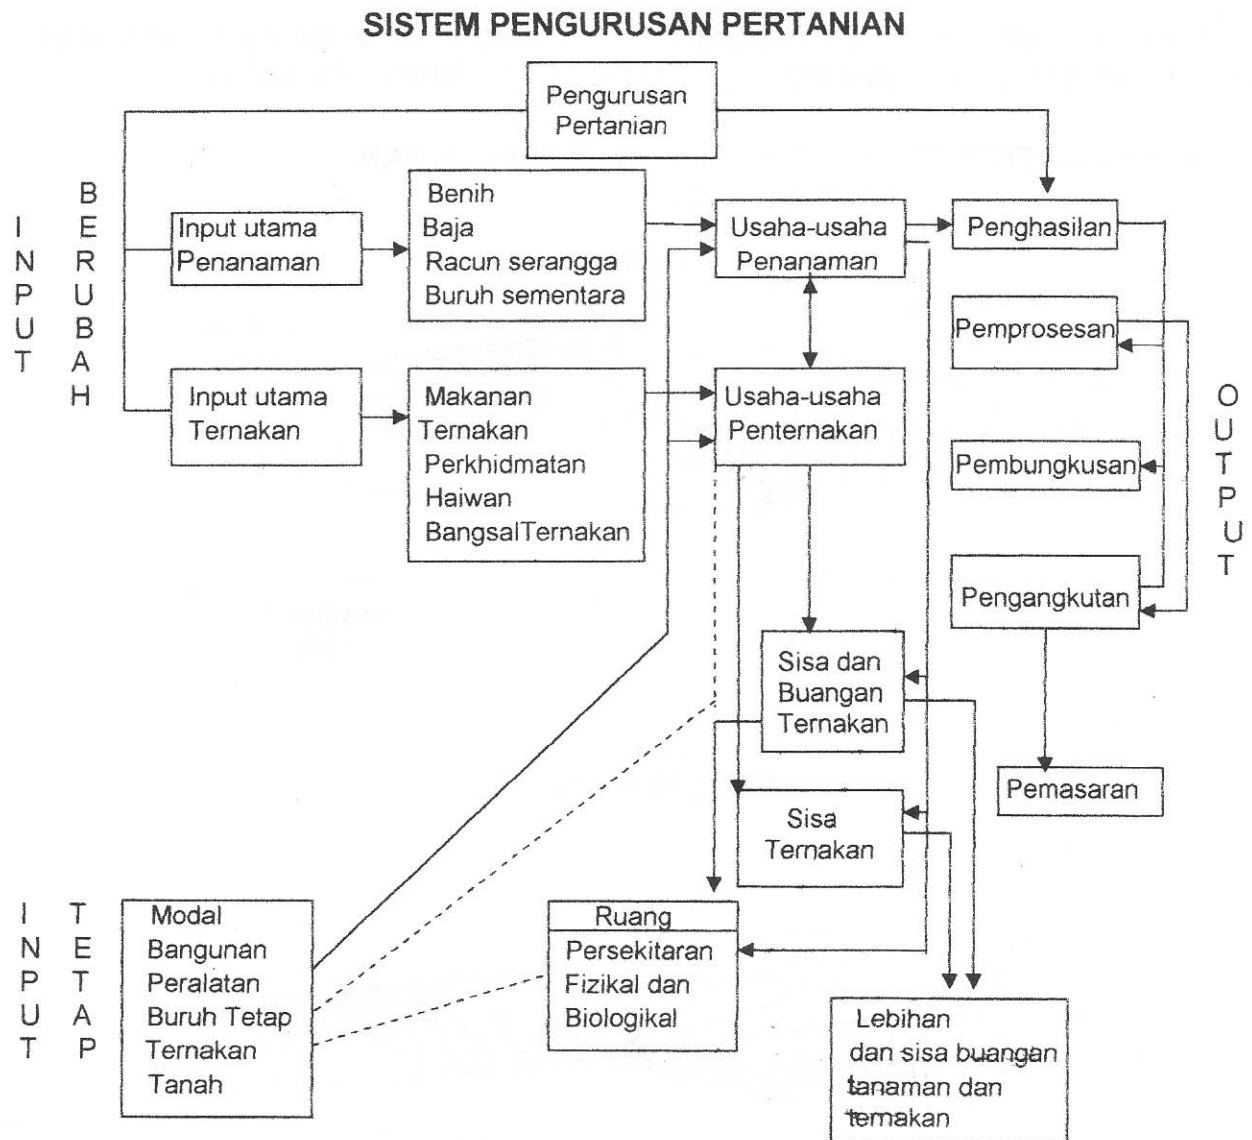 SISTEM PENGURUSAN PERTANIAN
Pengurusan
Pertanian
INPUT
BERUBAH
Input utama
Penanaman
Benih
Baja
Racun serangga
Buruh sementara
Usaha-usaha
Penanaman
Penghasilan
Pemprosesan
Input utama
Ternakan
Makanan
Ternakan
Perkhidmatan
Haiwan
BangsalTernakan
Usaha-usaha
Penternakan
Pembungkusan
OUTPUT
Pengangkutan
Sisa dan
Buangan
Ternakan
Pemasaran
Sisa
Ternakan
INPUT
TETAP
Modal
Bangunan
Peralatan
Buruh Tetap
Ternakan
Tanah
Ruang
Persekitaran
Fizikal dan
Biologikal
Lebihan
dan sisa buangan
tanaman dan
ternakan